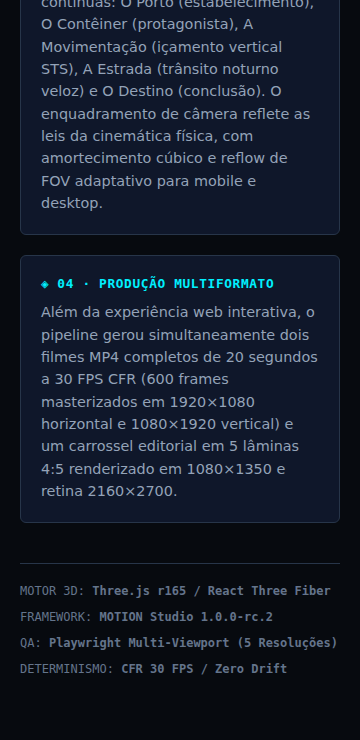 contínuas: O Porto (estabelecimento),
O Contêiner (protagonista), A
Movimentação (içamento vertical
STS), A Estrada (trânsito noturno
veloz) e O Destino (conclusão). O
enquadramento de câmera reflete as
leis da cinemática física, com
amortecimento cúbico e reflow de
FOV adaptativo para mobile e
desktop.
◈ 04 · PRODUÇÃO MULTIFORMATO
Além da experiência web interativa, o
pipeline gerou simultaneamente dois
filmes MP4 completos de 20 segundos
a 30 FPS CFR (600 frames
masterizados em 1920×1080
horizontal e 1080×1920 vertical) e
um carrossel editorial em 5 lâminas
4:5 renderizado em 1080×1350 e
retina 2160×2700.
MOTOR 3D: Three.js r165 / React Three Fiber
FRAMEWORK: MOTION Studio 1.0.0-rc.2
QA: Playwright Multi-Viewport (5 Resoluções)
DETERMINISMO: CFR 30 FPS / Zero Drift